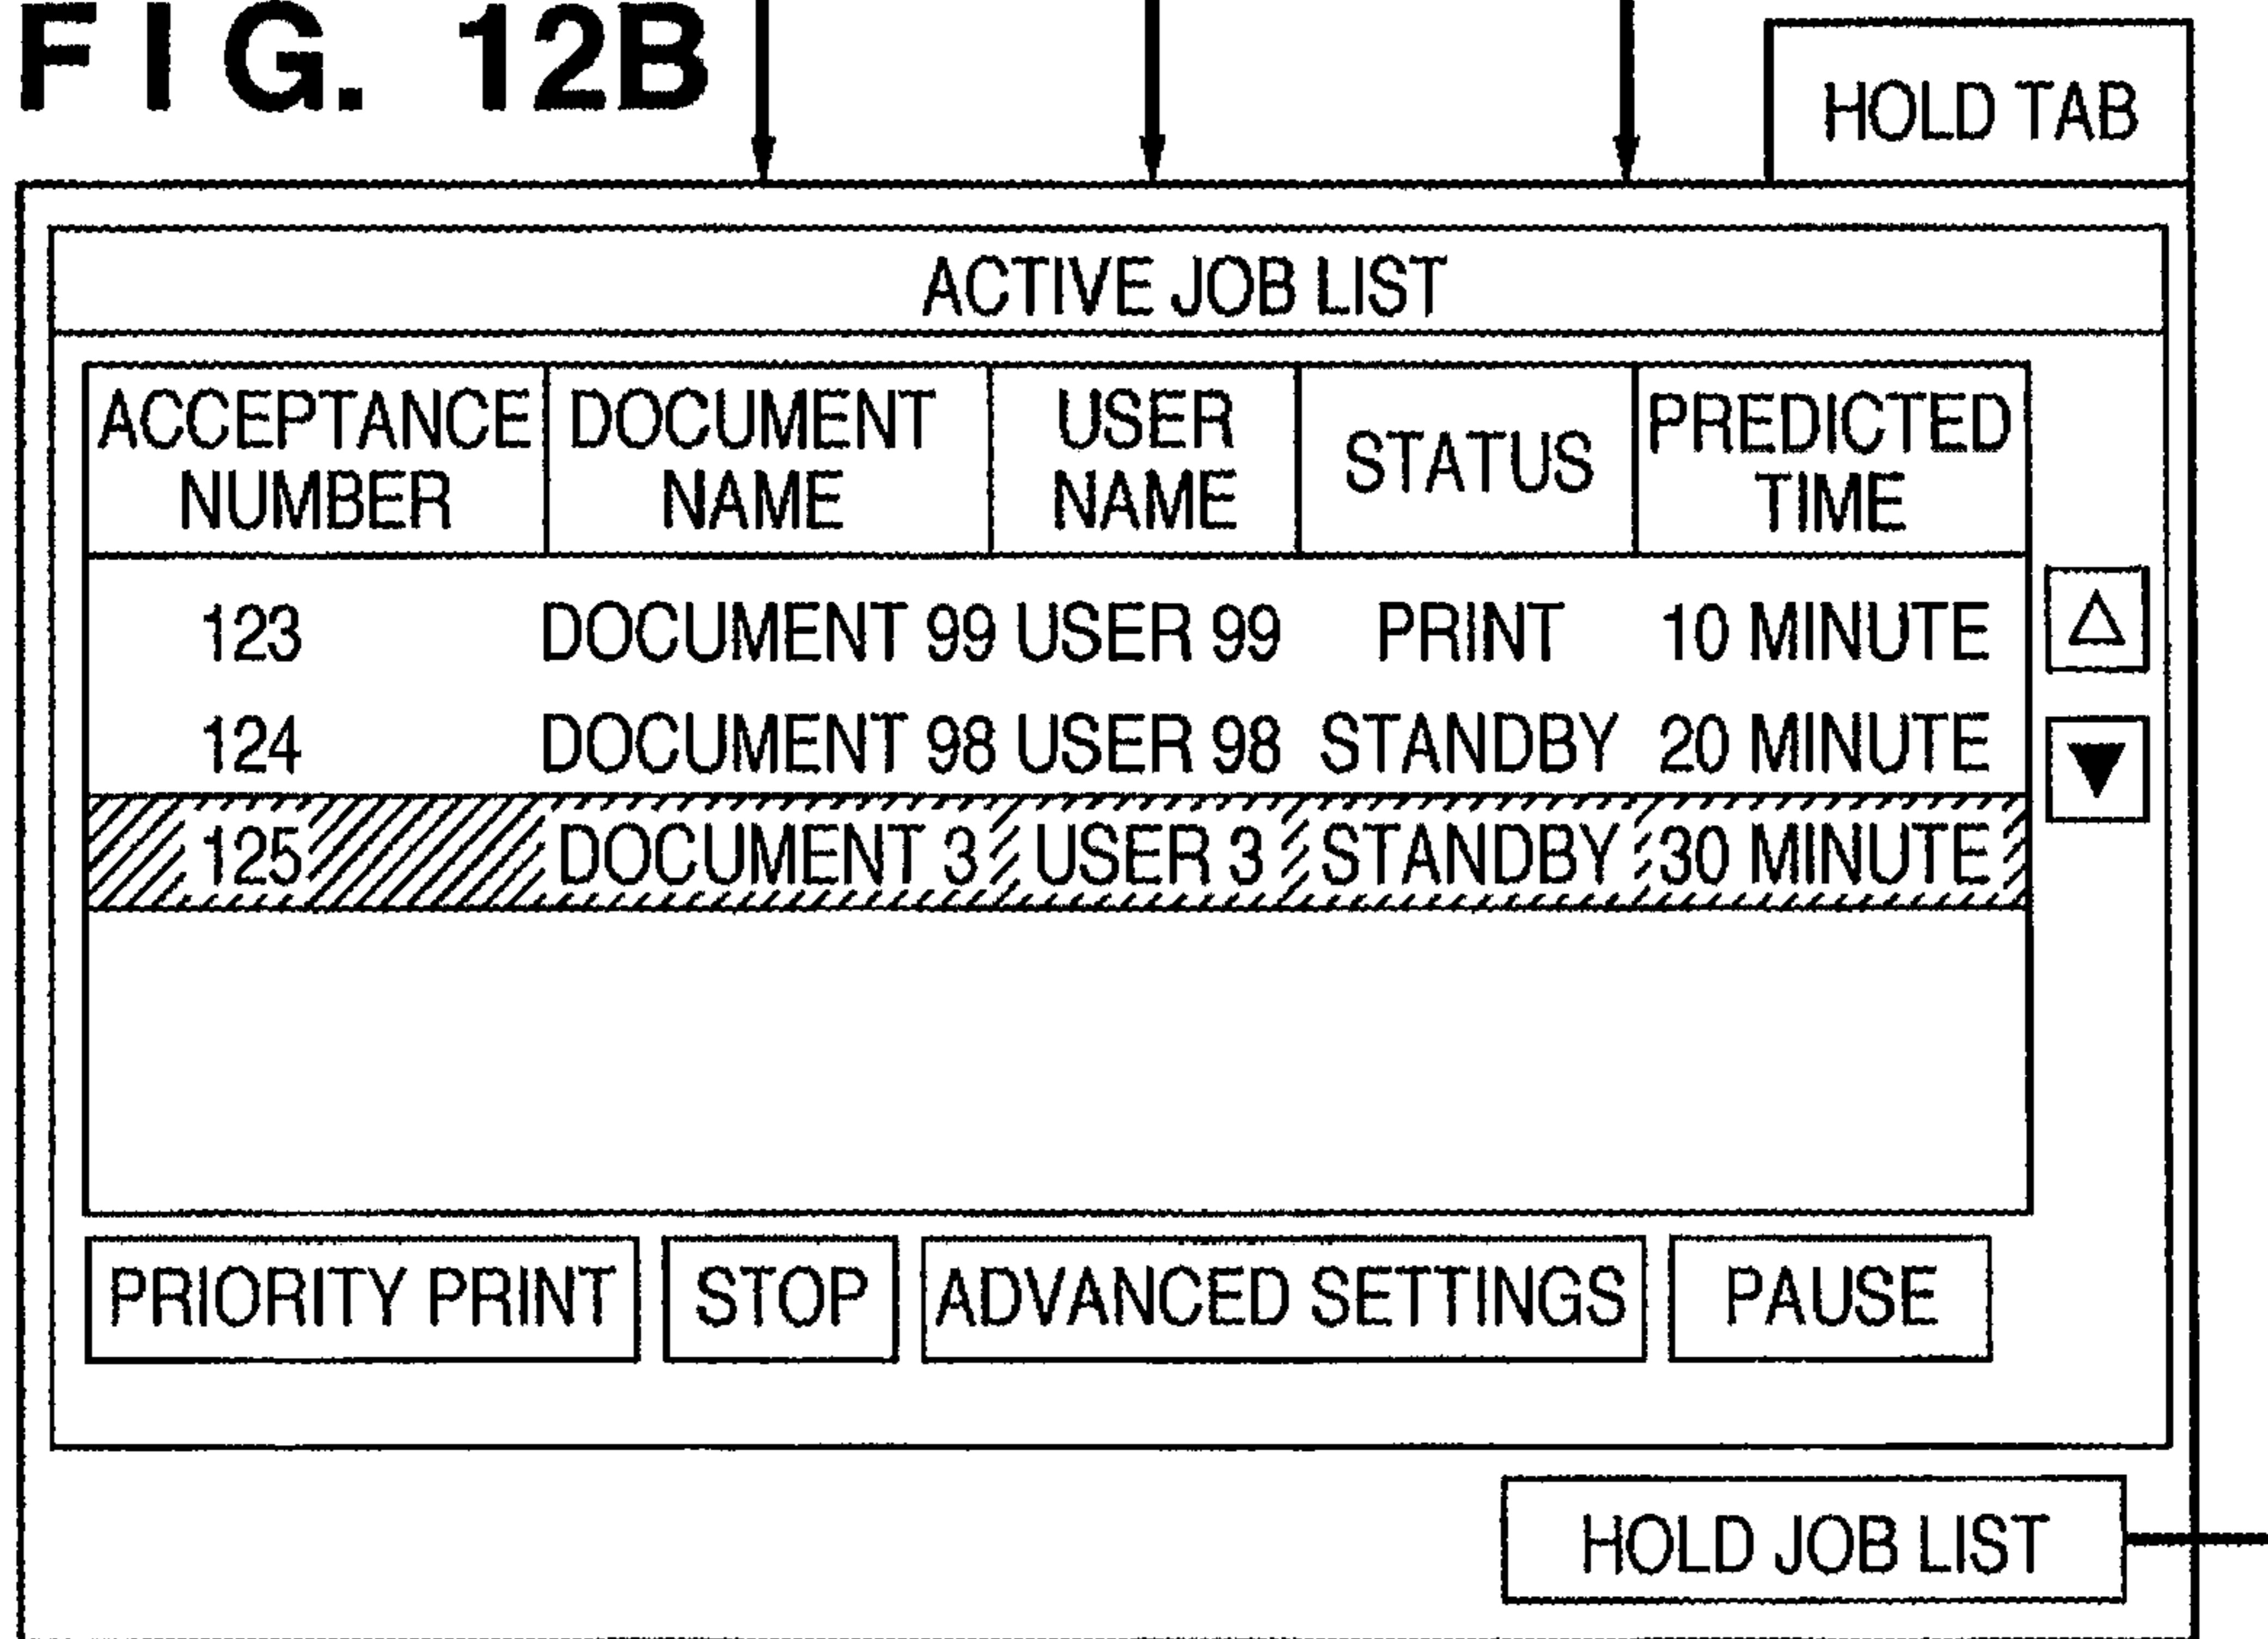 FIG. 12B
HOLD TAB
ACTIVE JOB LIST
ACCEPTANCE NUMBER DOCUMENT NAME USER NAME STATUS PREDICTED TIME
123 DOCUMENT 99 USER 99 PRINT 10 MINUTE
124 DOCUMENT 98 USER 98 STANDBY 20 MINUTE
125 DOCUMENT 3 USER 3 STANDBY 30 MINUTE
PRIORITY PRINT STOP ADVANCED SETTINGS PAUSE
HOLD JOB LIST